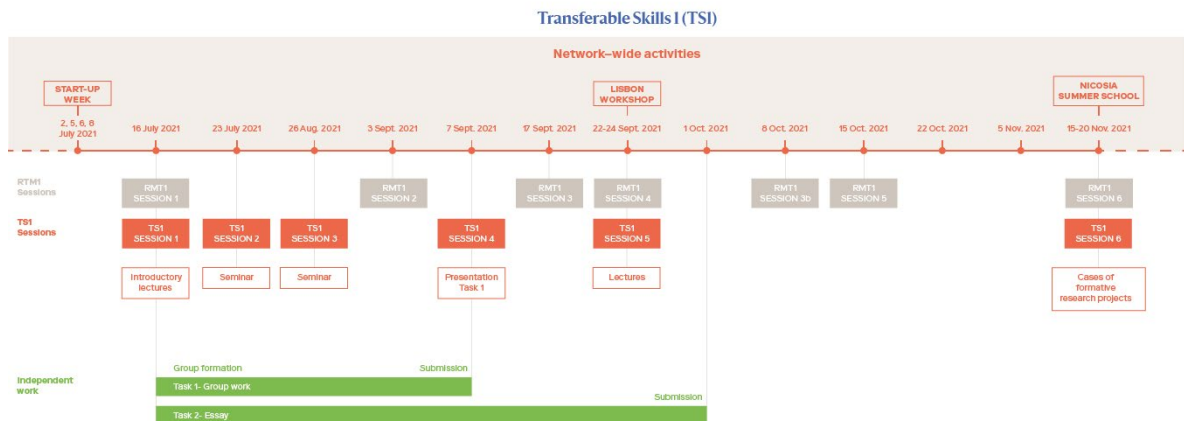 Transferable Skills I (TSI)
Network–wide activities
START-UP
WEEK
LISBON
WORKSHOP
NICOSIA
SUMMER SCHOOL
2, 5, 6, 8
July 2021
16 July 2021
23 July 2021
26 Aug. 2021
3 Sept. 2021
7 Sept. 2021
17 Sept. 2021
22-24 Sept. 2021
1 Oct. 2021
8 Oct. 2021
15 Oct. 2021
22 Oct. 2021
5 Nov. 2021
15-20 Nov. 2021
RTM1
Sessions
RMT1
SESSION 1
RMT1
SESSION 2
RMT1
SESSION 3
RMT1
SESSION 4
RMT1
SESSION 3b
RMT1
SESSION 5
RMT1
SESSION 6
TS1
Sessions
TS1
SESSION 1
TS1
SESSION 2
TS1
SESSION 3
TS1
SESSION 4
TS1
SESSION 5
TS1
SESSION 6
Introductory
lectures
Seminar
Seminar
Presentation
Task 1
Lectures
Cases of
formative
research projects
Independent
work
Group formation
Submission
Task 1- Group work
Submission
Task 2- Essay